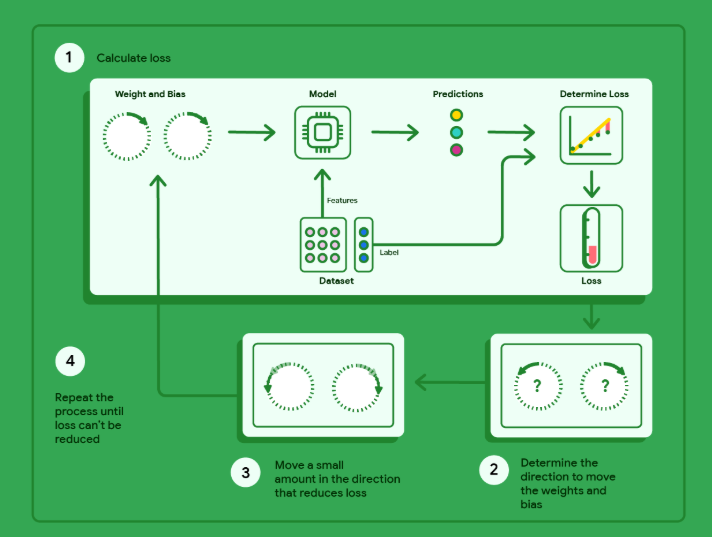 1
Calculate loss
Weight and Bias
Model
Predictions
Determine Loss
Features
Label
Dataset
Loss
4
Repeat the
process until
loss can't be
reduced
?
?
3
Move a small
amount in the direction
that reduces loss
2
Determine the
direction to move
the weights and
bias